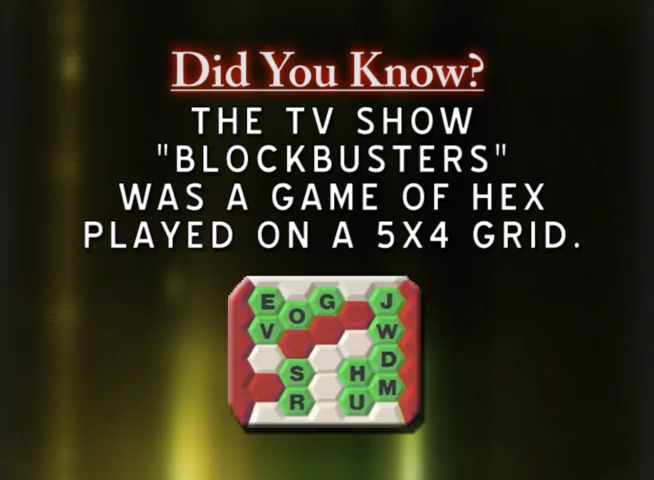 Did You Know?
THE TV SHOW
"BLOCKBUSTERS"
WAS A GAME OF HEX
PLAYED ON A 5X4 GRID.
E G J
O
V W
D
S H
M
R U